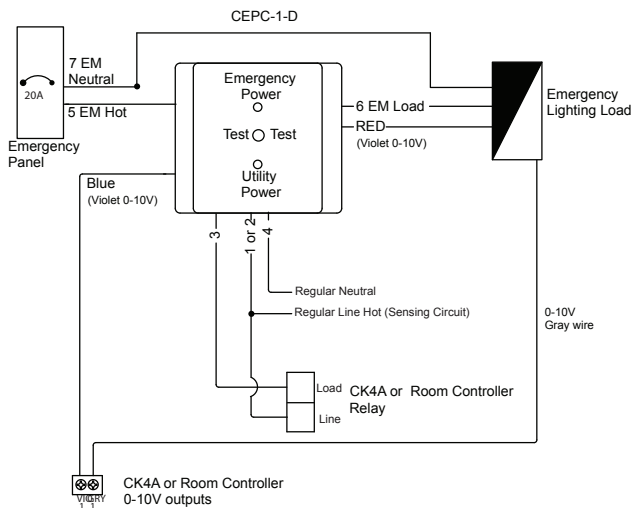 CEPC-1-D
7 EM
Neutral
20A
5 EM Hot
Emergency
Panel
Emergency
Power
Test Test
Utility
Power
6 EM Load
RED
(Violet 0-10V)
Emergency
Lighting Load
Blue
(Violet 0-10V)
3
1 or 2
4
Regular Neutral
Regular Line Hot (Sensing Circuit)
0-10V
Gray wire
Load
Line
CK4A or Room Controller
Relay
CK4A or Room Controller
0-10V outputs
1
1